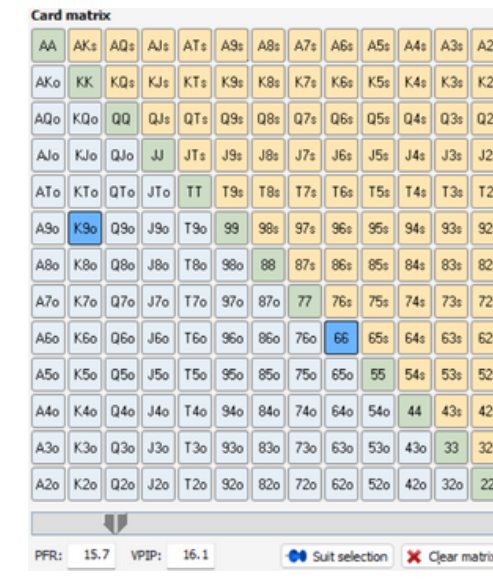 Card matrix
AA AKs AQs AJs ATs A9s A8s A7s A6s A5s A4s A3s A2
AKo KK KQs KJs KTs K9s K8s K7s K6s K5s K4s K3s K2
AQo KQo QQ QJs QTs Q9s Q8s Q7s Q6s Q5s Q4s Q3s Q2
AJo KJo QJo JJ JTs J9s J8s J7s J6s J5s J4s J3s J2
ATo KTo QTo JTo TT T9s T8s T7s T6s T5s T4s T3s T2
A9o K9o Q9o J9o T9o 99 98s 97s 96s 95s 94s 93s 92
A8o K8o Q8o J8o T8o 98o 88 87s 86s 85s 84s 83s 82
A7o K7o Q7o J7o T7o 97o 87o 77 76s 75s 74s 73s 72
A6o K6o Q6o J6o T6o 96o 86o 76o 66 65s 64s 63s 62
A5o K5o Q5o J5o T5o 95o 85o 75o 65o 55 54s 53s 52
A4o K4o Q4o J4o T4o 94o 84o 74o 64o 54o 44 43s 42
A3o K3o Q3o J3o T3o 93o 83o 73o 63o 53o 43o 33 32
A2o K2o Q2o J2o T2o 92o 82o 72o 62o 52o 42o 32o 22
PFR: 15.7 VPIP: 16.1 Suit selection Clear matrix